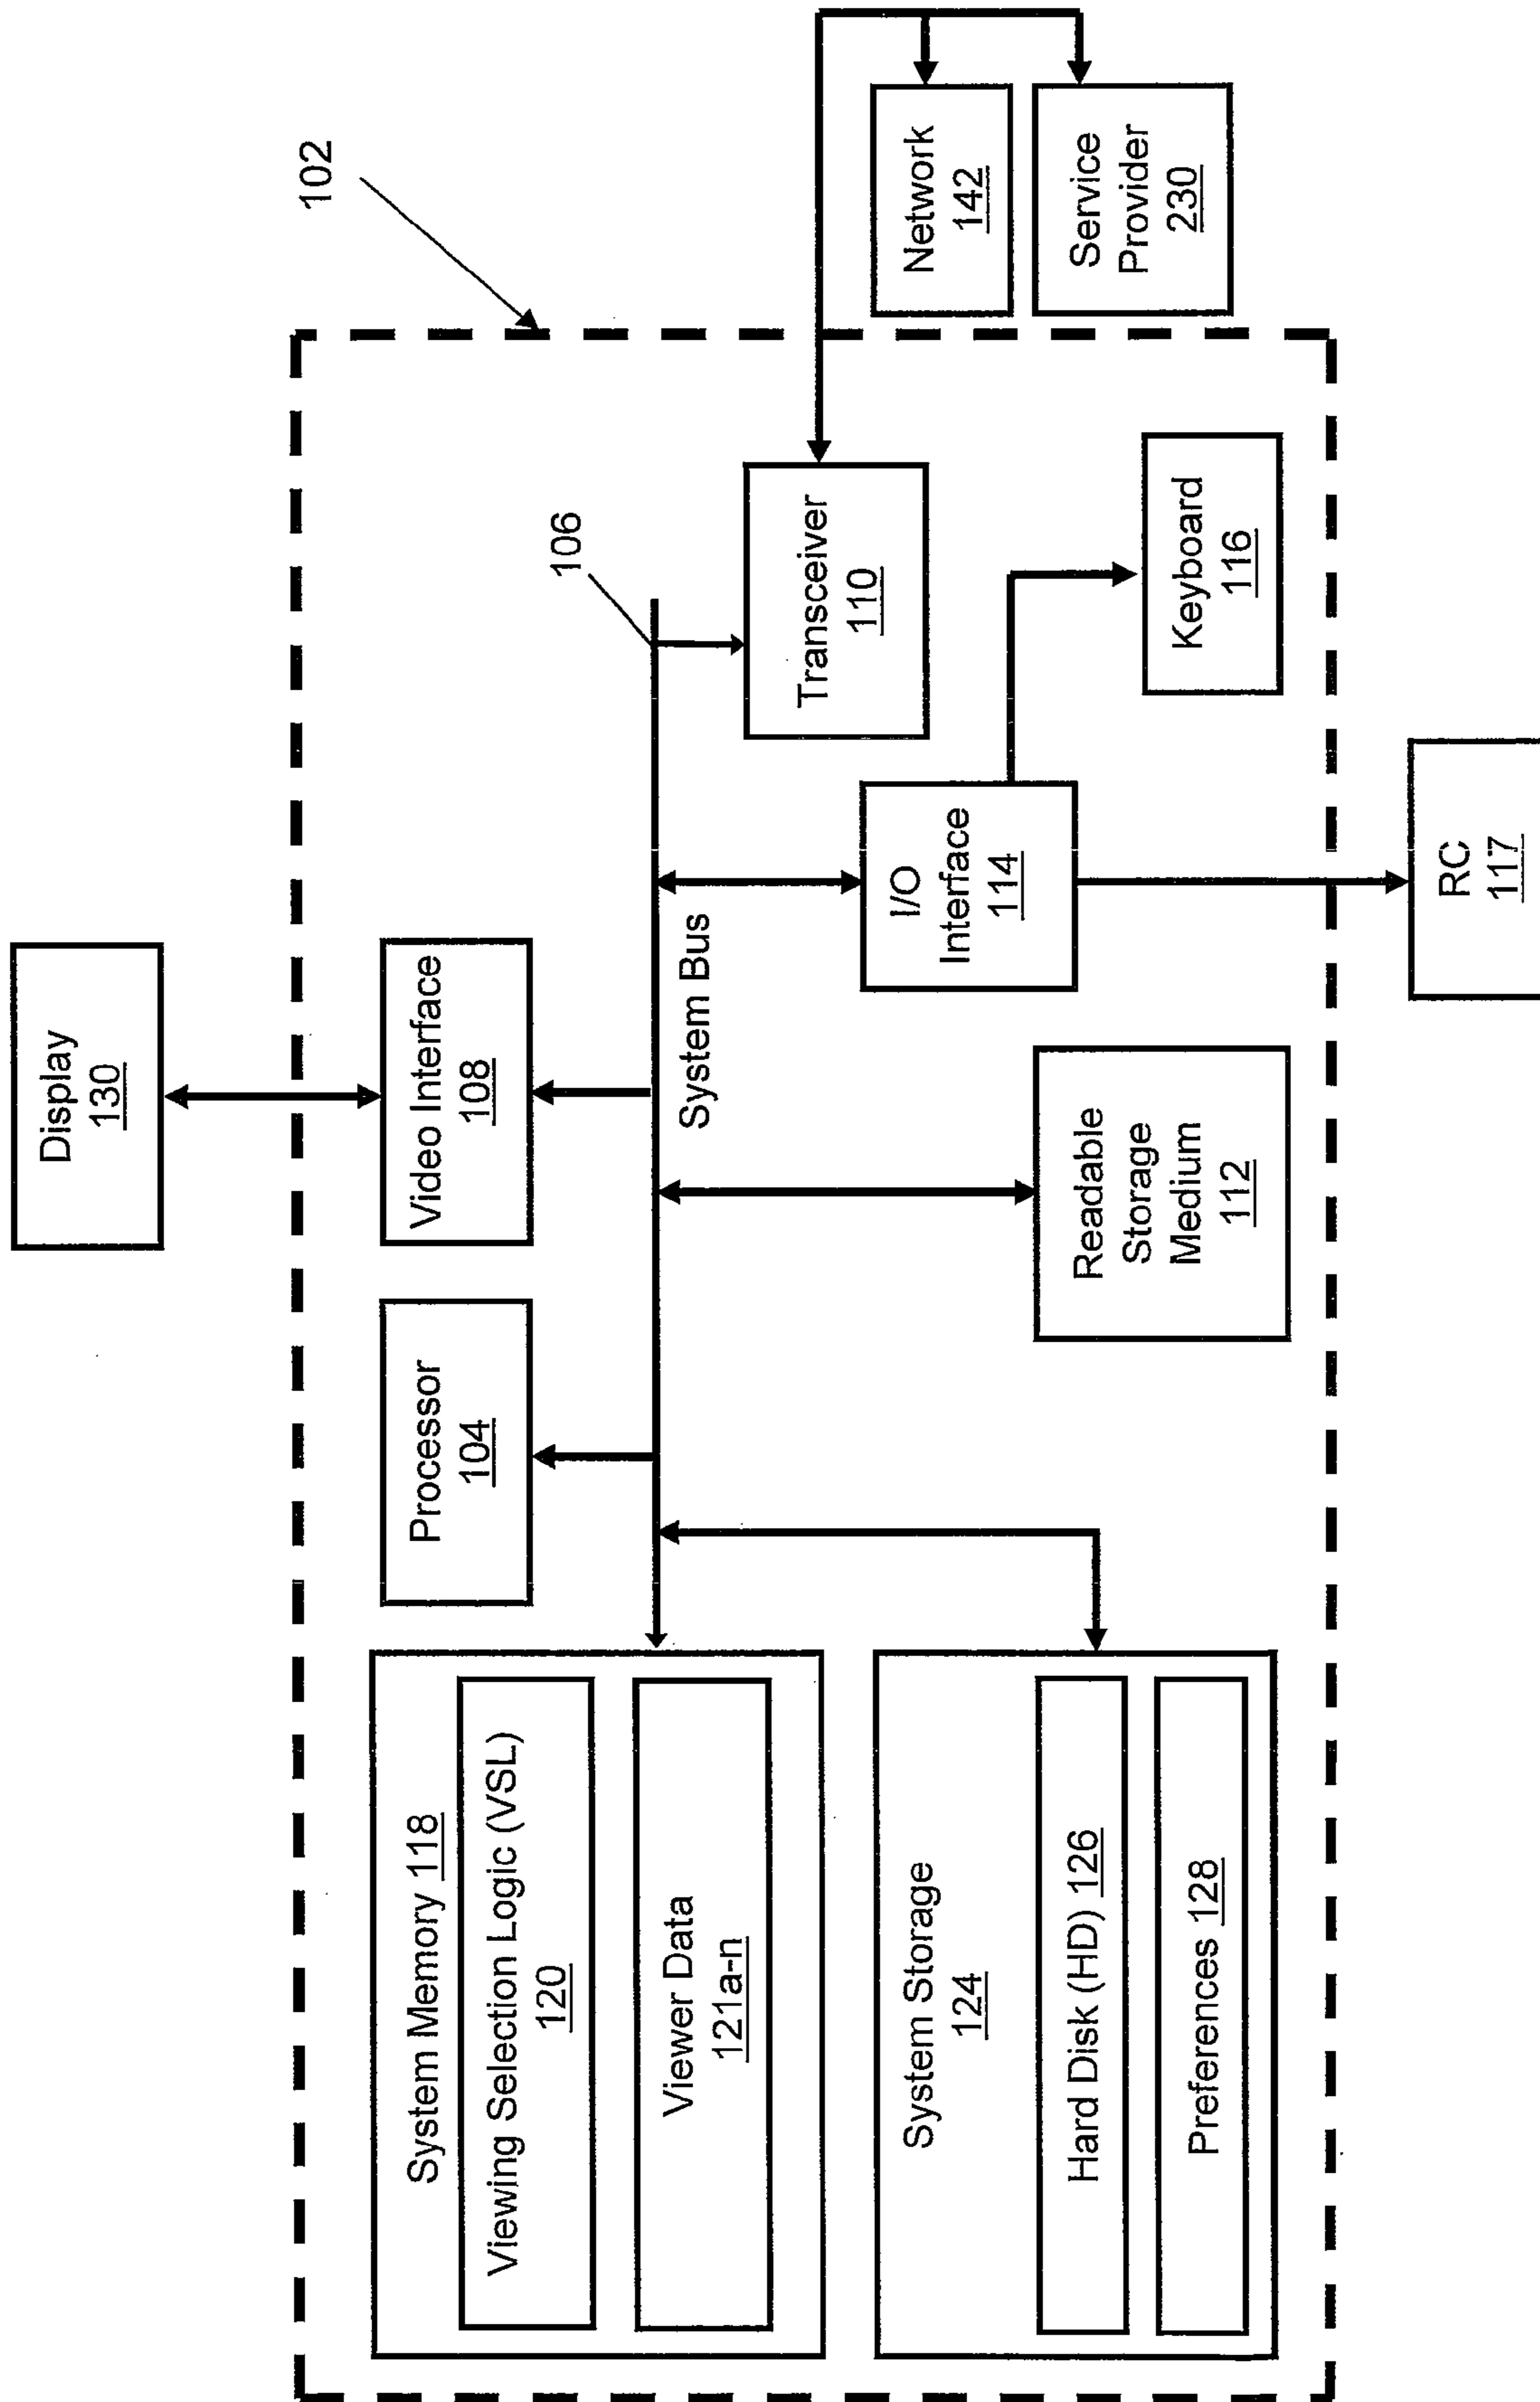 Display
130
102
System Memory 118
Viewing Selection Logic (VSL)
120
Viewer Data
121a-n
Processor
104
Video Interface
108
106
System Bus
Transceiver
110
Network
142
Service
Provider
230
System Storage
124
Hard Disk (HD) 126
Preferences 128
Readable
Storage
Medium
112
I/O
Interface
114
Keyboard
116
RC
117